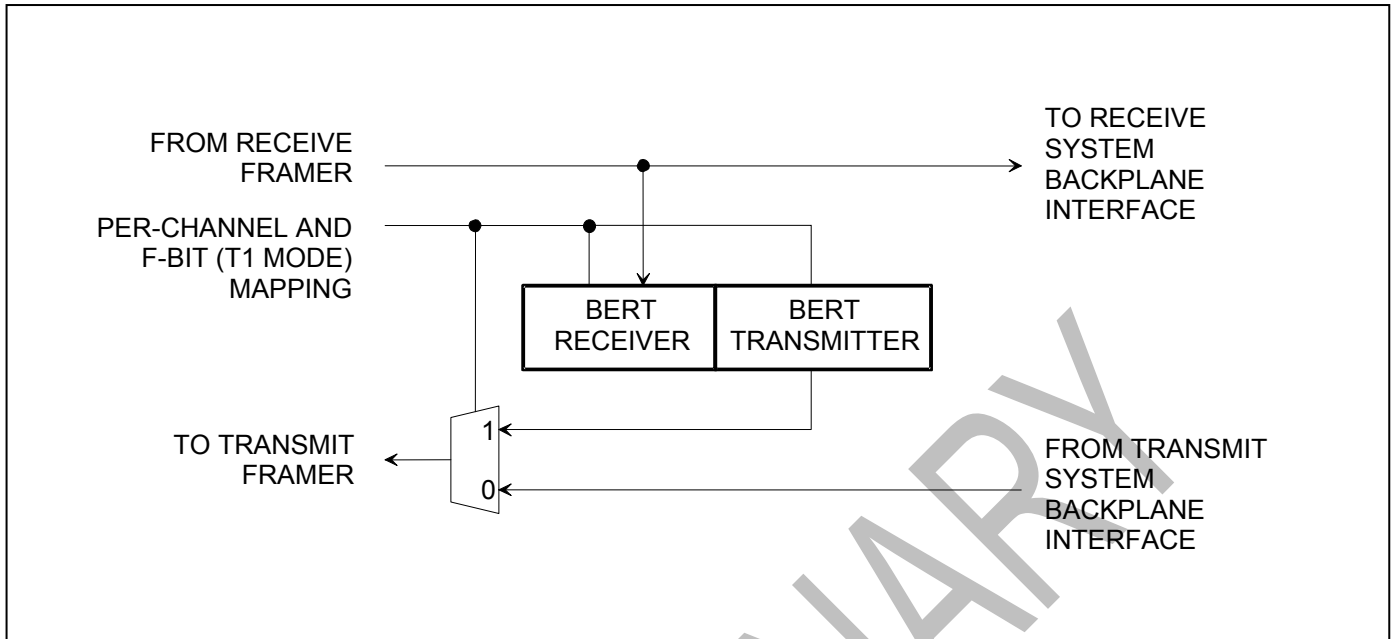 FROM RECEIVE
FRAMER
TO RECEIVE
SYSTEM
BACKPLANE
INTERFACE
PER-CHANNEL AND
F-BIT (T1 MODE)
MAPPING
BERT
RECEIVER
BERT
TRANSMITTER
1
0
TO TRANSMIT
FRAMER
FROM TRANSMIT
SYSTEM
BACKPLANE
INTERFACE
NARY